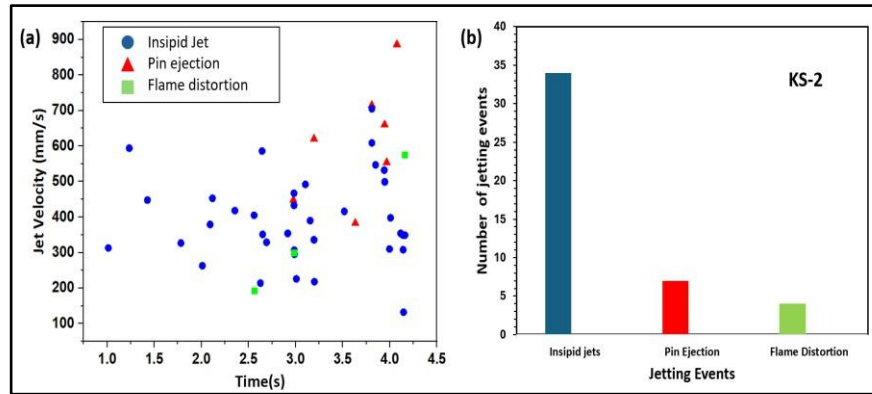 (a)
Insipid Jet
Pin ejection
Flame distortion
Jet Velocity (mm/s)
900
800
700
600
500
400
300
200
100
1.0 1.5 2.0 2.5 3.0 3.5 4.0 4.5
Time(s)
(b)
KS-2
Number of jetting events
40
35
30
25
20
15
10
5
0
Insipid jets Pin Ejection Flame Distortion
Jetting Events